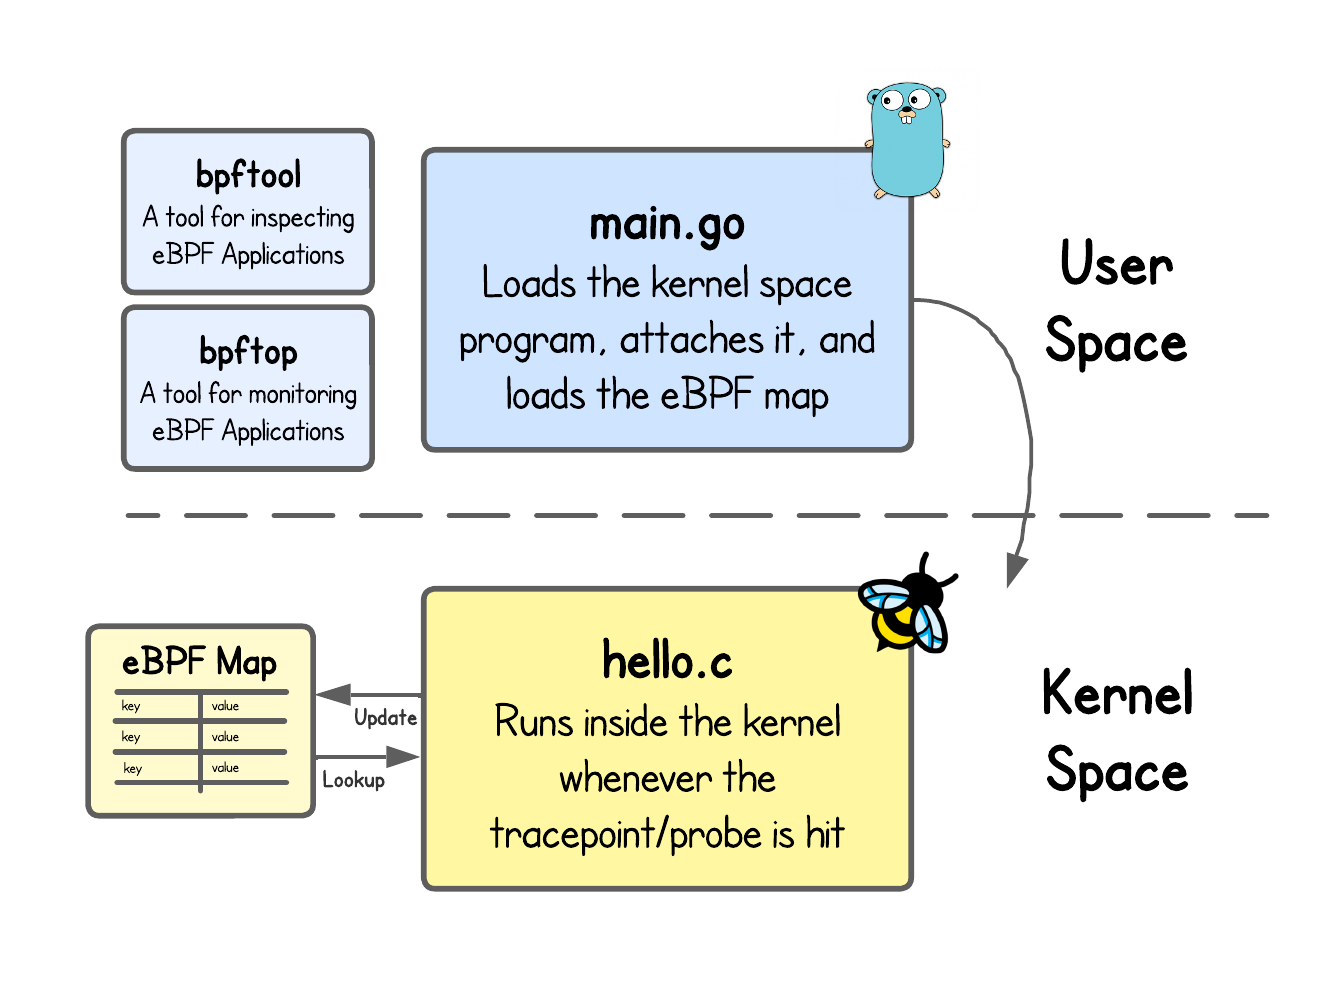 bpftool
A tool for inspecting
eBPF Applications
bpftop
A tool for monitoring
eBPF Applications
main.go
Loads the kernel space
program, attaches it, and
loads the eBPF map
User
Space
eBPF Map
key value
key value
key value
Update
Lookup
hello.c
Runs inside the kernel
whenever the
tracepoint/probe is hit
Kernel
Space